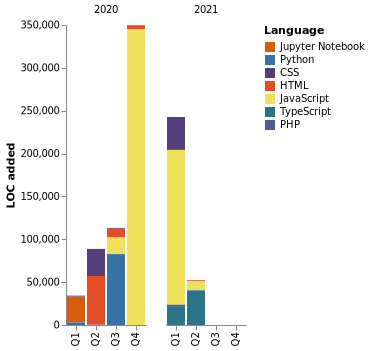 2020
2021
LOC added
350,000
300,000
250,000
200,000
150,000
100,000
50,000
0
Q1
Q2
Q3
Q4
Q1
Q2
Q3
Q4
Language
Jupyter Notebook
Python
CSS
HTML
JavaScript
TypeScript
PHP